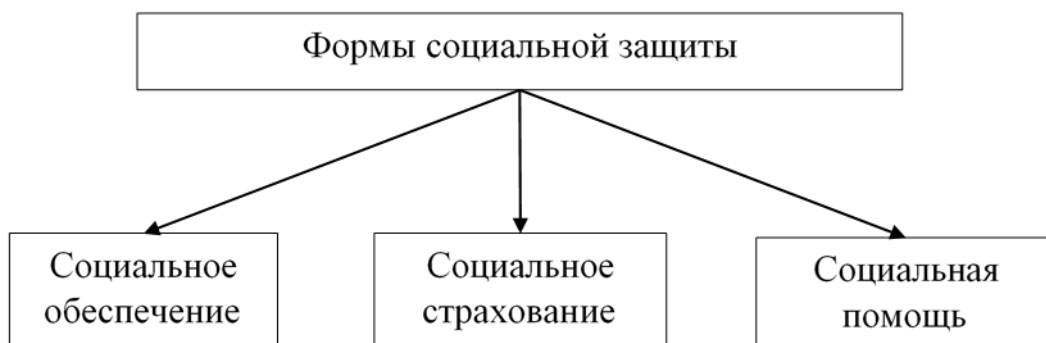 Формы социальной защиты
Социальное
обеспечение
Социальное
страхование
Социальная
помощь